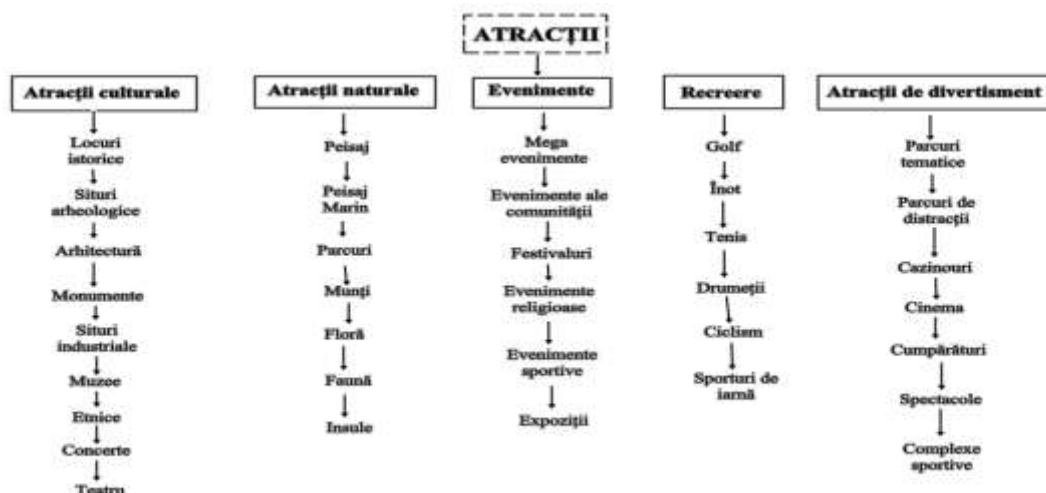 ATRACȚII
Atracții culturale
Locuri
istorice
Situri
arheologice
Arhitectură
Monumente
Situri
industriale
Muzee
Etnice
Concerte
Teatru
Atracții naturale
Peisaj
Peisaj
Marin
Parcuri
Munți
Floră
Faună
Insule
Evenimente
Mega
evenimente
Evenimente ale
comunității
Festivaluri
Evenimente
religioase
Evenimente
sportive
Expoziții
Recreere
Golf
Înot
Tenis
Drumeții
Ciclism
Sporturi de
iarnă
Atracții de divertisment
Parcuri
tematice
Parcuri de
distracții
Cazinouri
Cinema
Cumpărături
Spectacole
Complexe
sportive